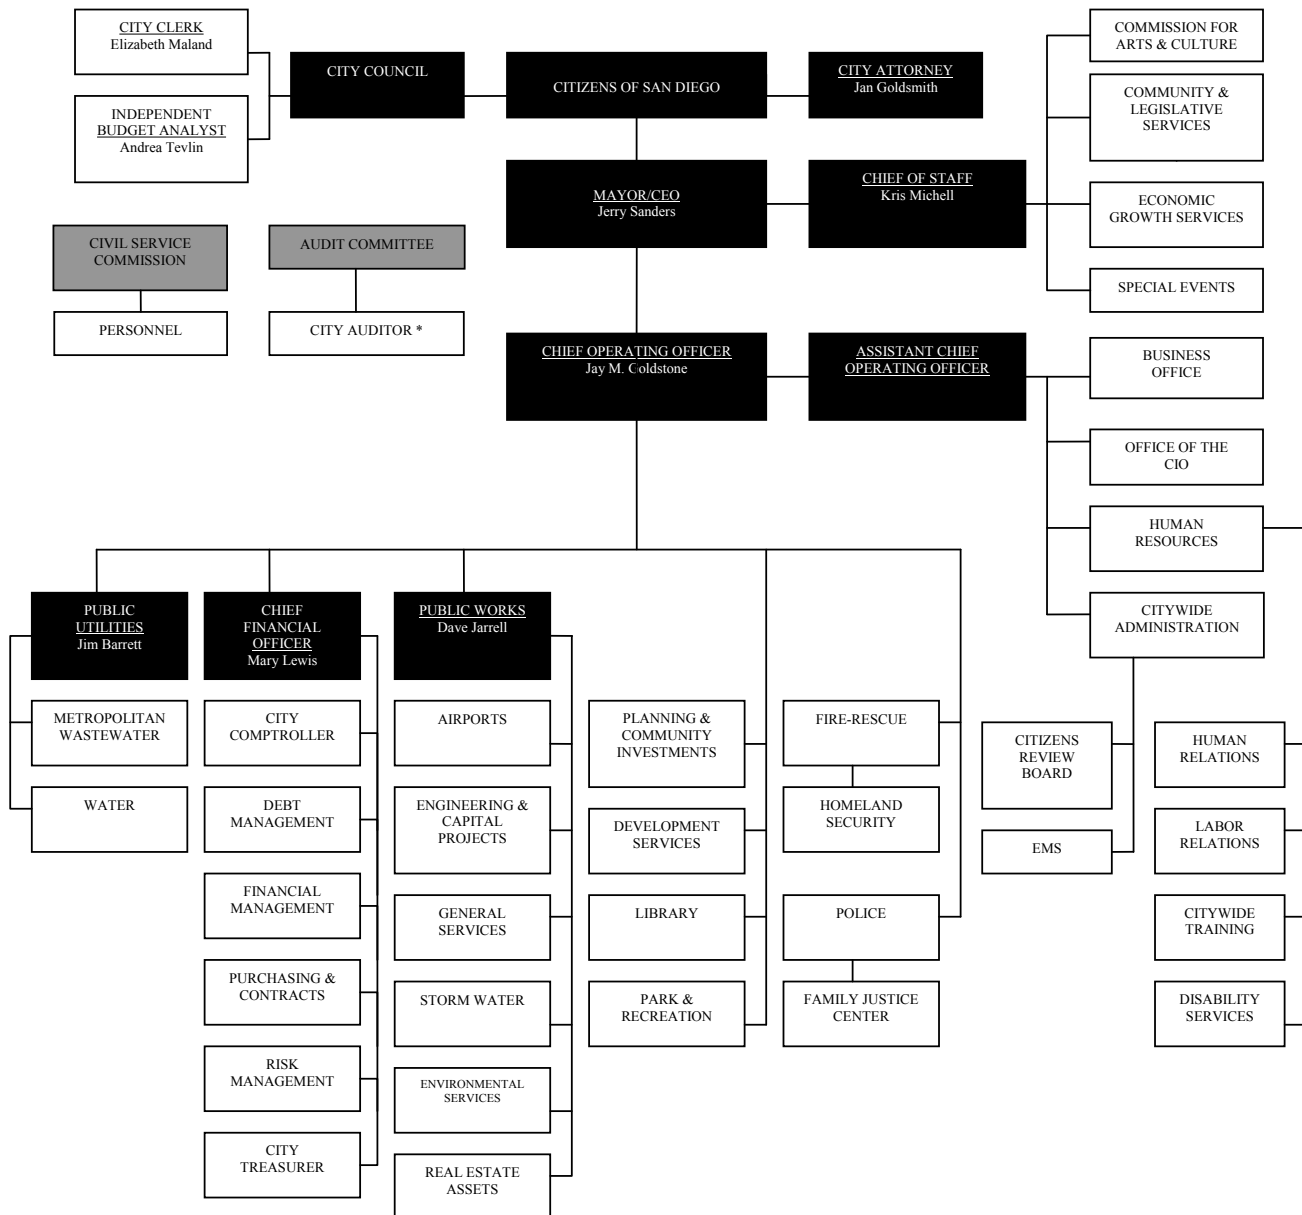 CITY CLERK
Elizabeth Maland
INDEPENDENT
BUDGET ANALYST
Andrea Tevlin
CITY COUNCIL
CITIZENS OF SAN DIEGO
CITY ATTORNEY
Jan Goldsmith
MAYOR/CEO
Jerry Sanders
CHIEF OF STAFF
Kris Michell
COMMISSION FOR
ARTS & CULTURE
COMMUNITY &
LEGISLATIVE
SERVICES
ECONOMIC
GROWTH SERVICES
SPECIAL EVENTS
CIVIL SERVICE
COMMISSION
PERSONNEL
AUDIT COMMITTEE
CITY AUDITOR *
CHIEF OPERATING OFFICER
Jay M. Goldstone
ASSISTANT CHIEF
OPERATING OFFICER
BUSINESS
OFFICE
OFFICE OF THE
CIO
HUMAN
RESOURCES
CITYWIDE
ADMINISTRATION
PUBLIC
UTILITIES
Jim Barrett
METROPOLITAN
WASTEWATER
WATER
CHIEF
FINANCIAL
OFFICER
Mary Lewis
CITY
COMPTROLLER
DEBT
MANAGEMENT
FINANCIAL
MANAGEMENT
PURCHASING &
CONTRACTS
RISK
MANAGEMENT
CITY
TREASURER
PUBLIC WORKS
Dave Jarrell
AIRPORTS
ENGINEERING &
CAPITAL
PROJECTS
GENERAL
SERVICES
STORM WATER
ENVIRONMENTAL
SERVICES
REAL ESTATE
ASSETS
PLANNING &
COMMUNITY
INVESTMENTS
DEVELOPMENT
SERVICES
LIBRARY
PARK &
RECREATION
FIRE-RESCUE
HOMELAND
SECURITY
POLICE
FAMILY JUSTICE
CENTER
CITIZENS
REVIEW
BOARD
EMS
HUMAN
RELATIONS
LABOR
RELATIONS
CITYWIDE
TRAINING
DISABILITY
SERVICES